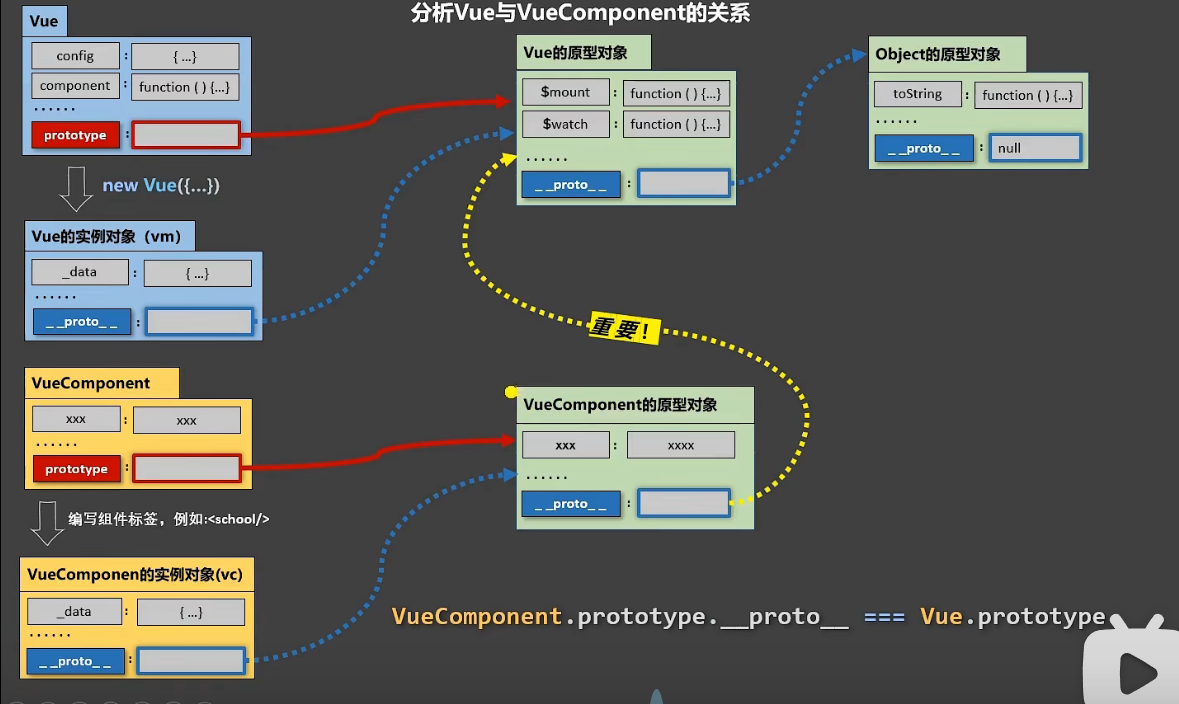 分析Vue与VueComponent的关系
Vue
config : { ...}
component : function ( ) {...}
······
prototype :
new Vue({...})
Vue的实例对象（vm）
_data : { ...}
······
_ _proto_ _ :
VueComponent
xxx : xxx
······
prototype :
编写组件标签，例如:<school/>
VueComponen的实例对象(vc)
_data : { ...}
······
_ _proto_ _ :
Vue的原型对象
$mount : function ( ) {...}
$watch : function ( ) {...}
······
_ _proto_ _ :
重要！
VueComponent的原型对象
xxx : xxxx
······
_ _proto_ _ :
Object的原型对象
toString : function ( ) {...}
······
_ _proto_ _ : null
VueComponent.prototype.__proto__ === Vue.prototype